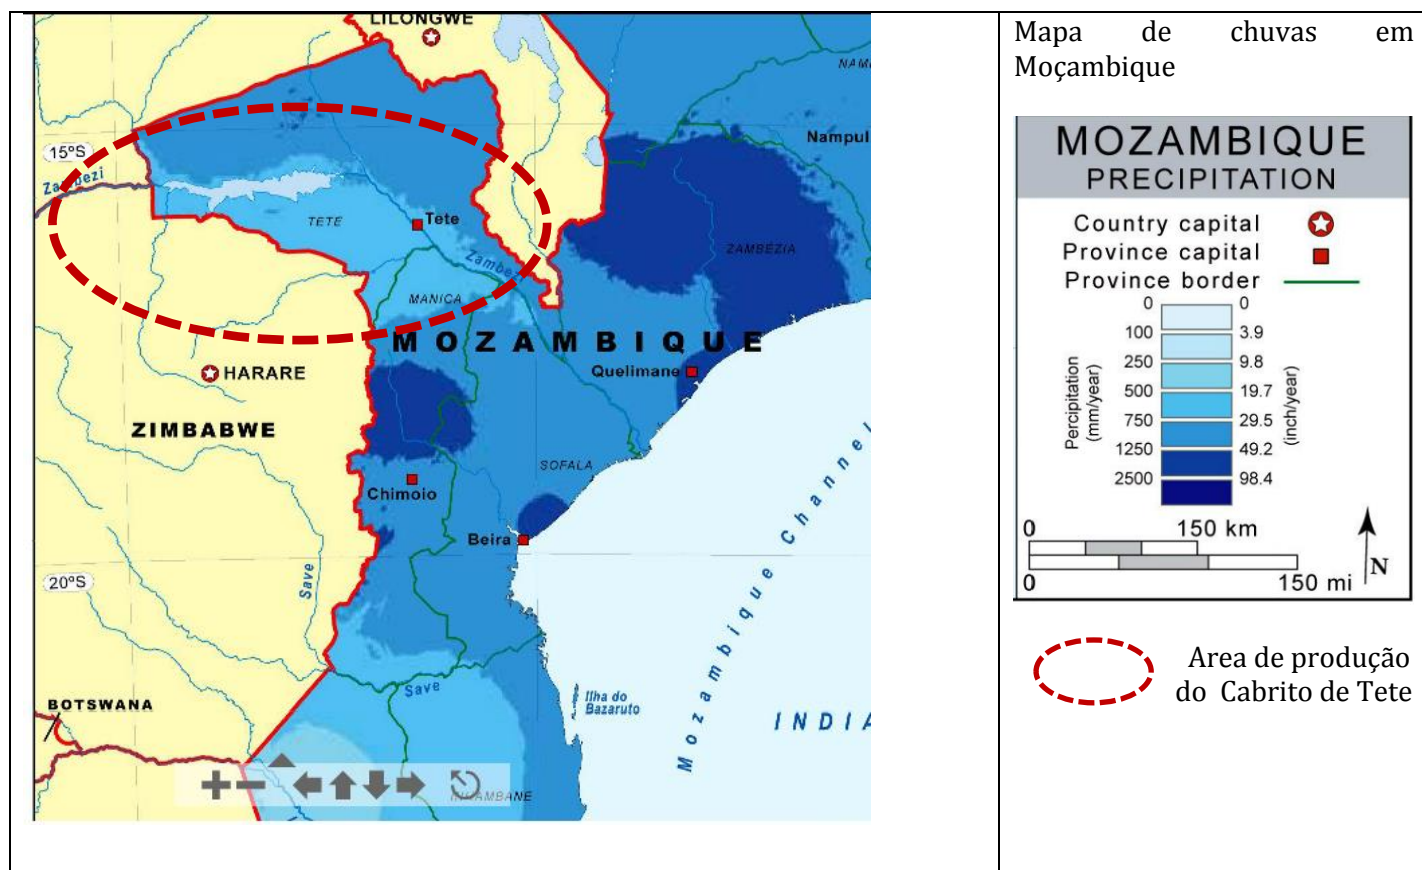 LILONGWE
NAM
Nampul
15°S
Zambezi
TETE
Tete
Zambezi
ZAMBÉZIA
MANICA
MOZAMBIQUE
Quelimane
HARARE
ZIMBABWE
SOFALA
Chimoio
Beira
20°S
Save
Save
Mozambique Channel
BOTSWANA
Ilha do
Bazaruto
INDIA
Mapa de chuvas em
Moçambique
MOZAMBIQUE
PRECIPITATION
Country capital
Province capital
Province border
0 0
100 3.9
250 9.8
500 19.7
750 29.5
1250 49.2
2500 98.4
Percipitation
(mm/year)
(inch/year)
0 150 km
0 150 mi
N
Area de produção
do Cabrito de Tete